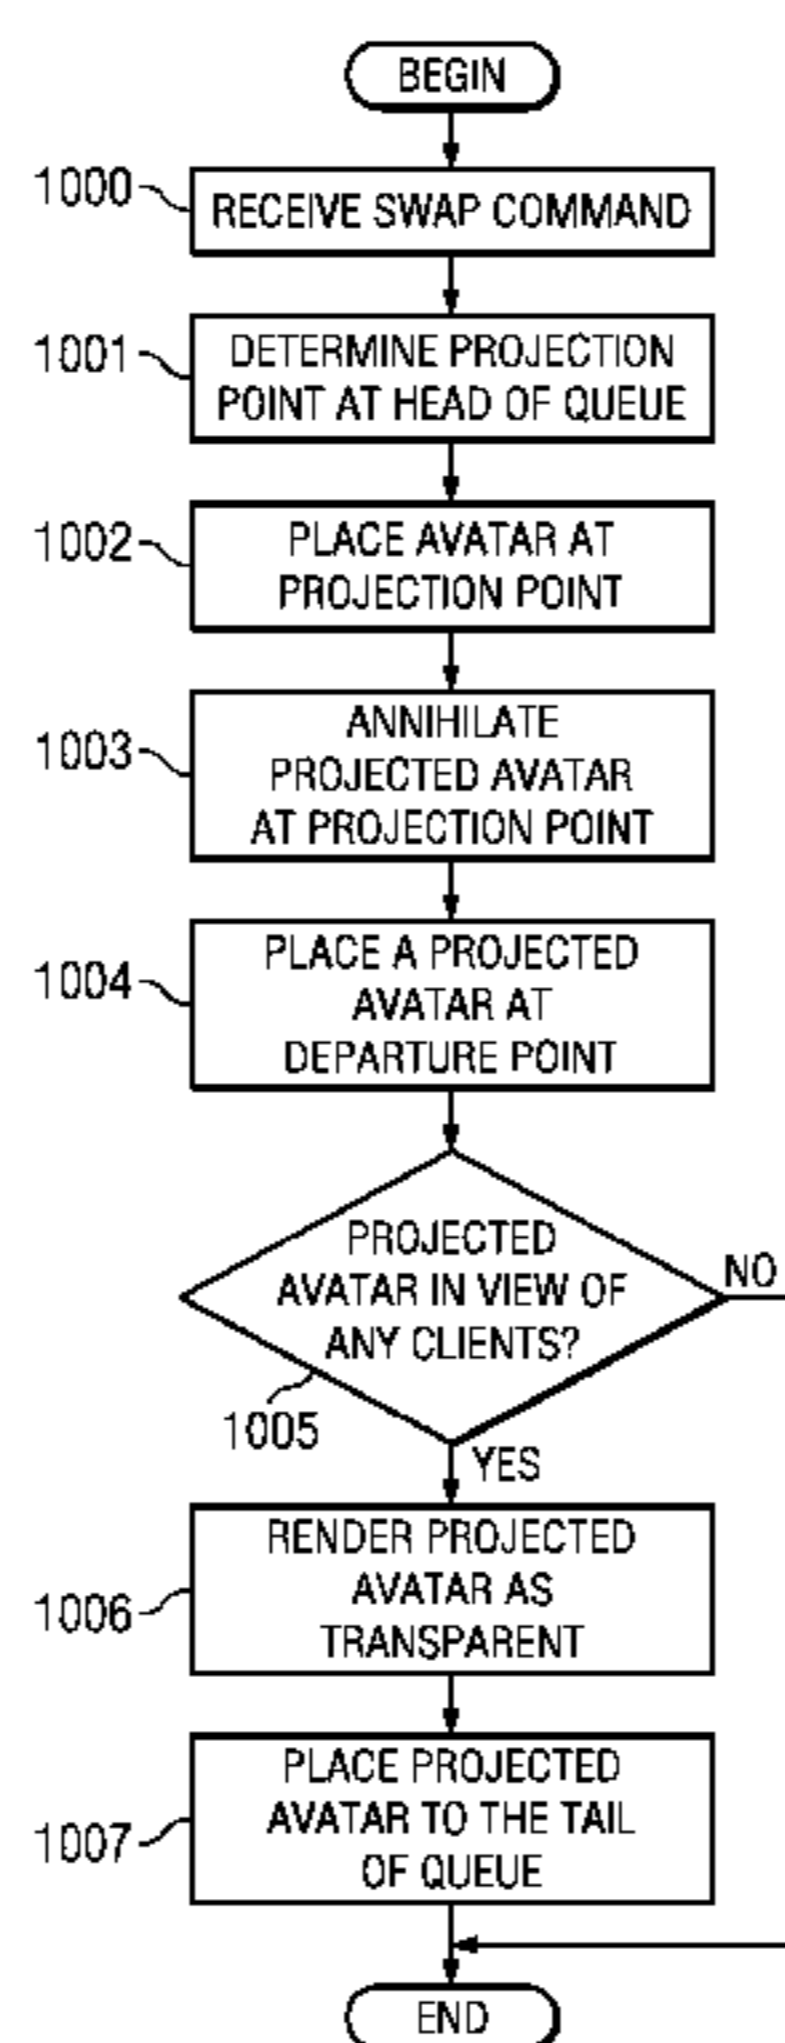 BEGIN
1000
RECEIVE SWAP COMMAND
1001
DETERMINE PROJECTION
POINT AT HEAD OF QUEUE
1002
PLACE AVATAR AT
PROJECTION POINT
1003
ANNIHILATE
PROJECTED AVATAR
AT PROJECTION POINT
1004
PLACE A PROJECTED
AVATAR AT
DEPARTURE POINT
PROJECTED
AVATAR IN VIEW OF
ANY CLIENTS?
NO
1005
YES
1006
RENDER PROJECTED
AVATAR AS
TRANSPARENT
1007
PLACE PROJECTED
AVATAR TO THE TAIL
OF QUEUE
END